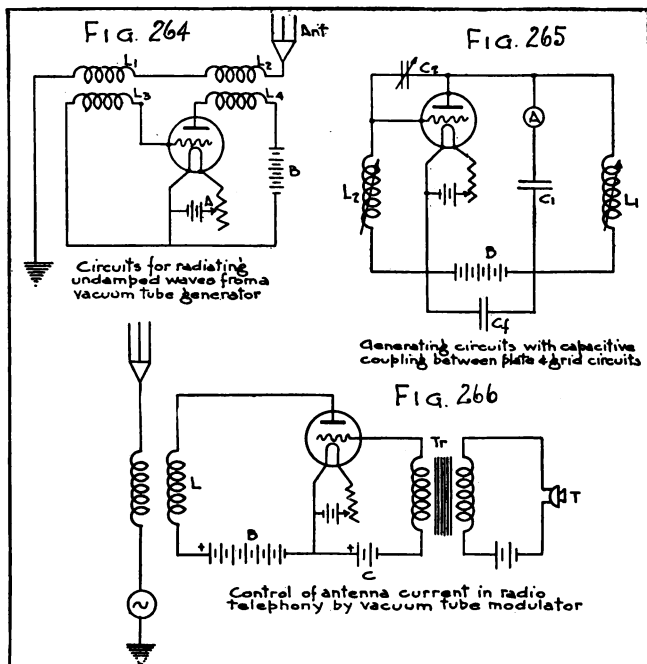 FIG. 264
Ant
L1
L2
L3
L4
B
A
Circuits for radiating
undamped waves from a
vacuum tube generator
FIG. 265
C2
A
L2
C1
L1
B
Cf
Generating circuits with capacitive
coupling between plate & grid circuits
FIG. 266
L
Tr
T
+ B
+
C
Control of antenna current in radio
telephony by vacuum tube modulator